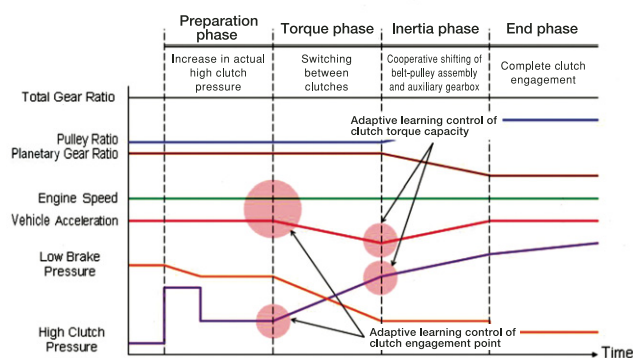 Preparation
phase
Torque phase
Inertia phase
End phase
Increase in actual
high clutch
pressure
Switching
between
clutches
Cooperative shifting of
belt-pulley assembly
and auxiliary gearbox
Complete clutch
engagement
Total Gear Ratio
Adaptive learning control of
clutch torque capacity
Pulley Ratio
Planetary Gear Ratio
Engine Speed
Vehicle Acceleration
Low Brake
Pressure
High Clutch
Pressure
Adaptive learning control of
clutch engagement point
Time